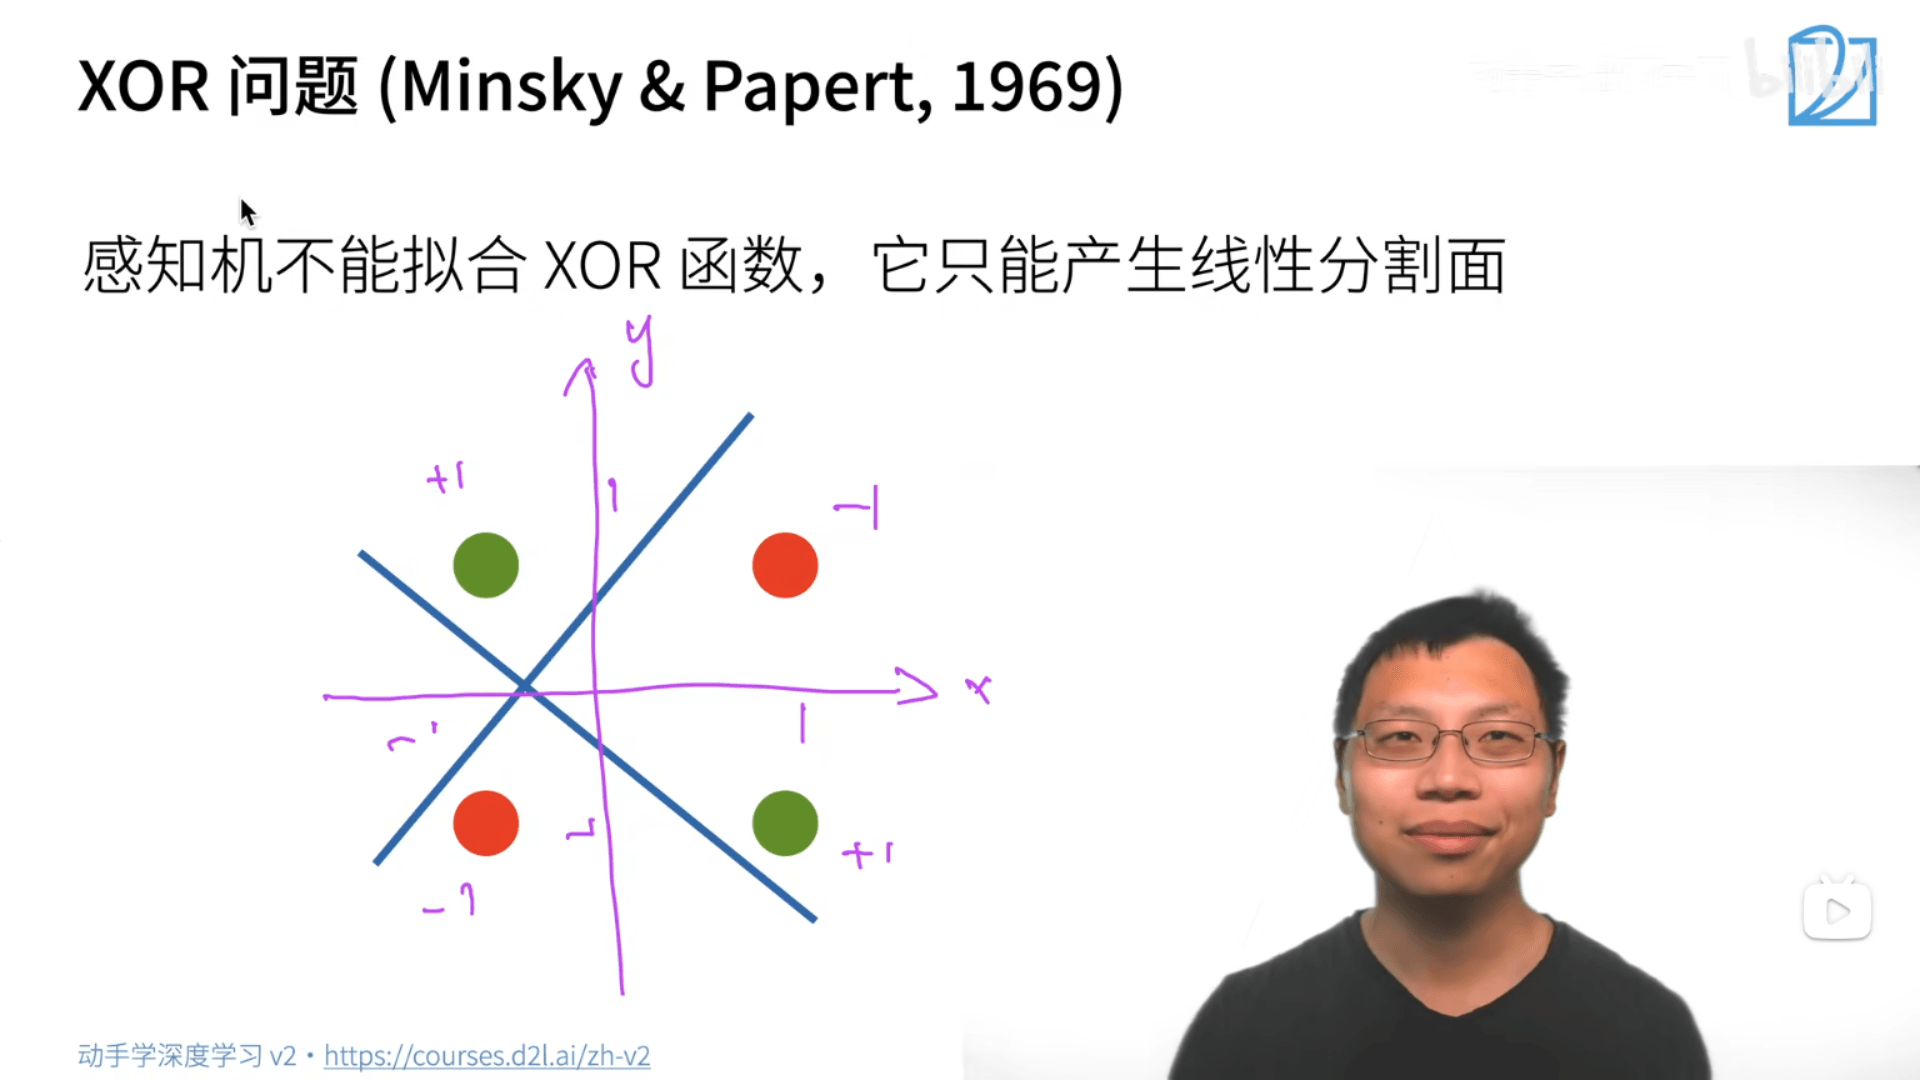 XOR 问题 (Minsky & Papert, 1969)
bilibili
感知机不能拟合 XOR 函数，它只能产生线性分割面
y
+1
1
-1
x
-1
1
-1
+1
动手学深度学习 v2 • https://courses.d2l.ai/zh-v2